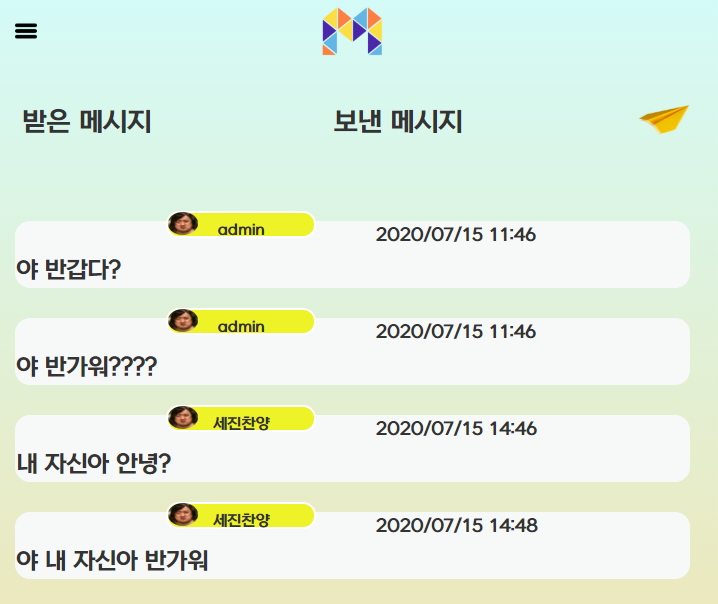 받은 메시지 보낸 메시지
admin 2020/07/15 11:46
야 반갑다?
admin 2020/07/15 11:46
야 반가워????
세진찬양 2020/07/15 14:46
내 자신아 안녕?
세진찬양 2020/07/15 14:48
야 내 자신아 반가워